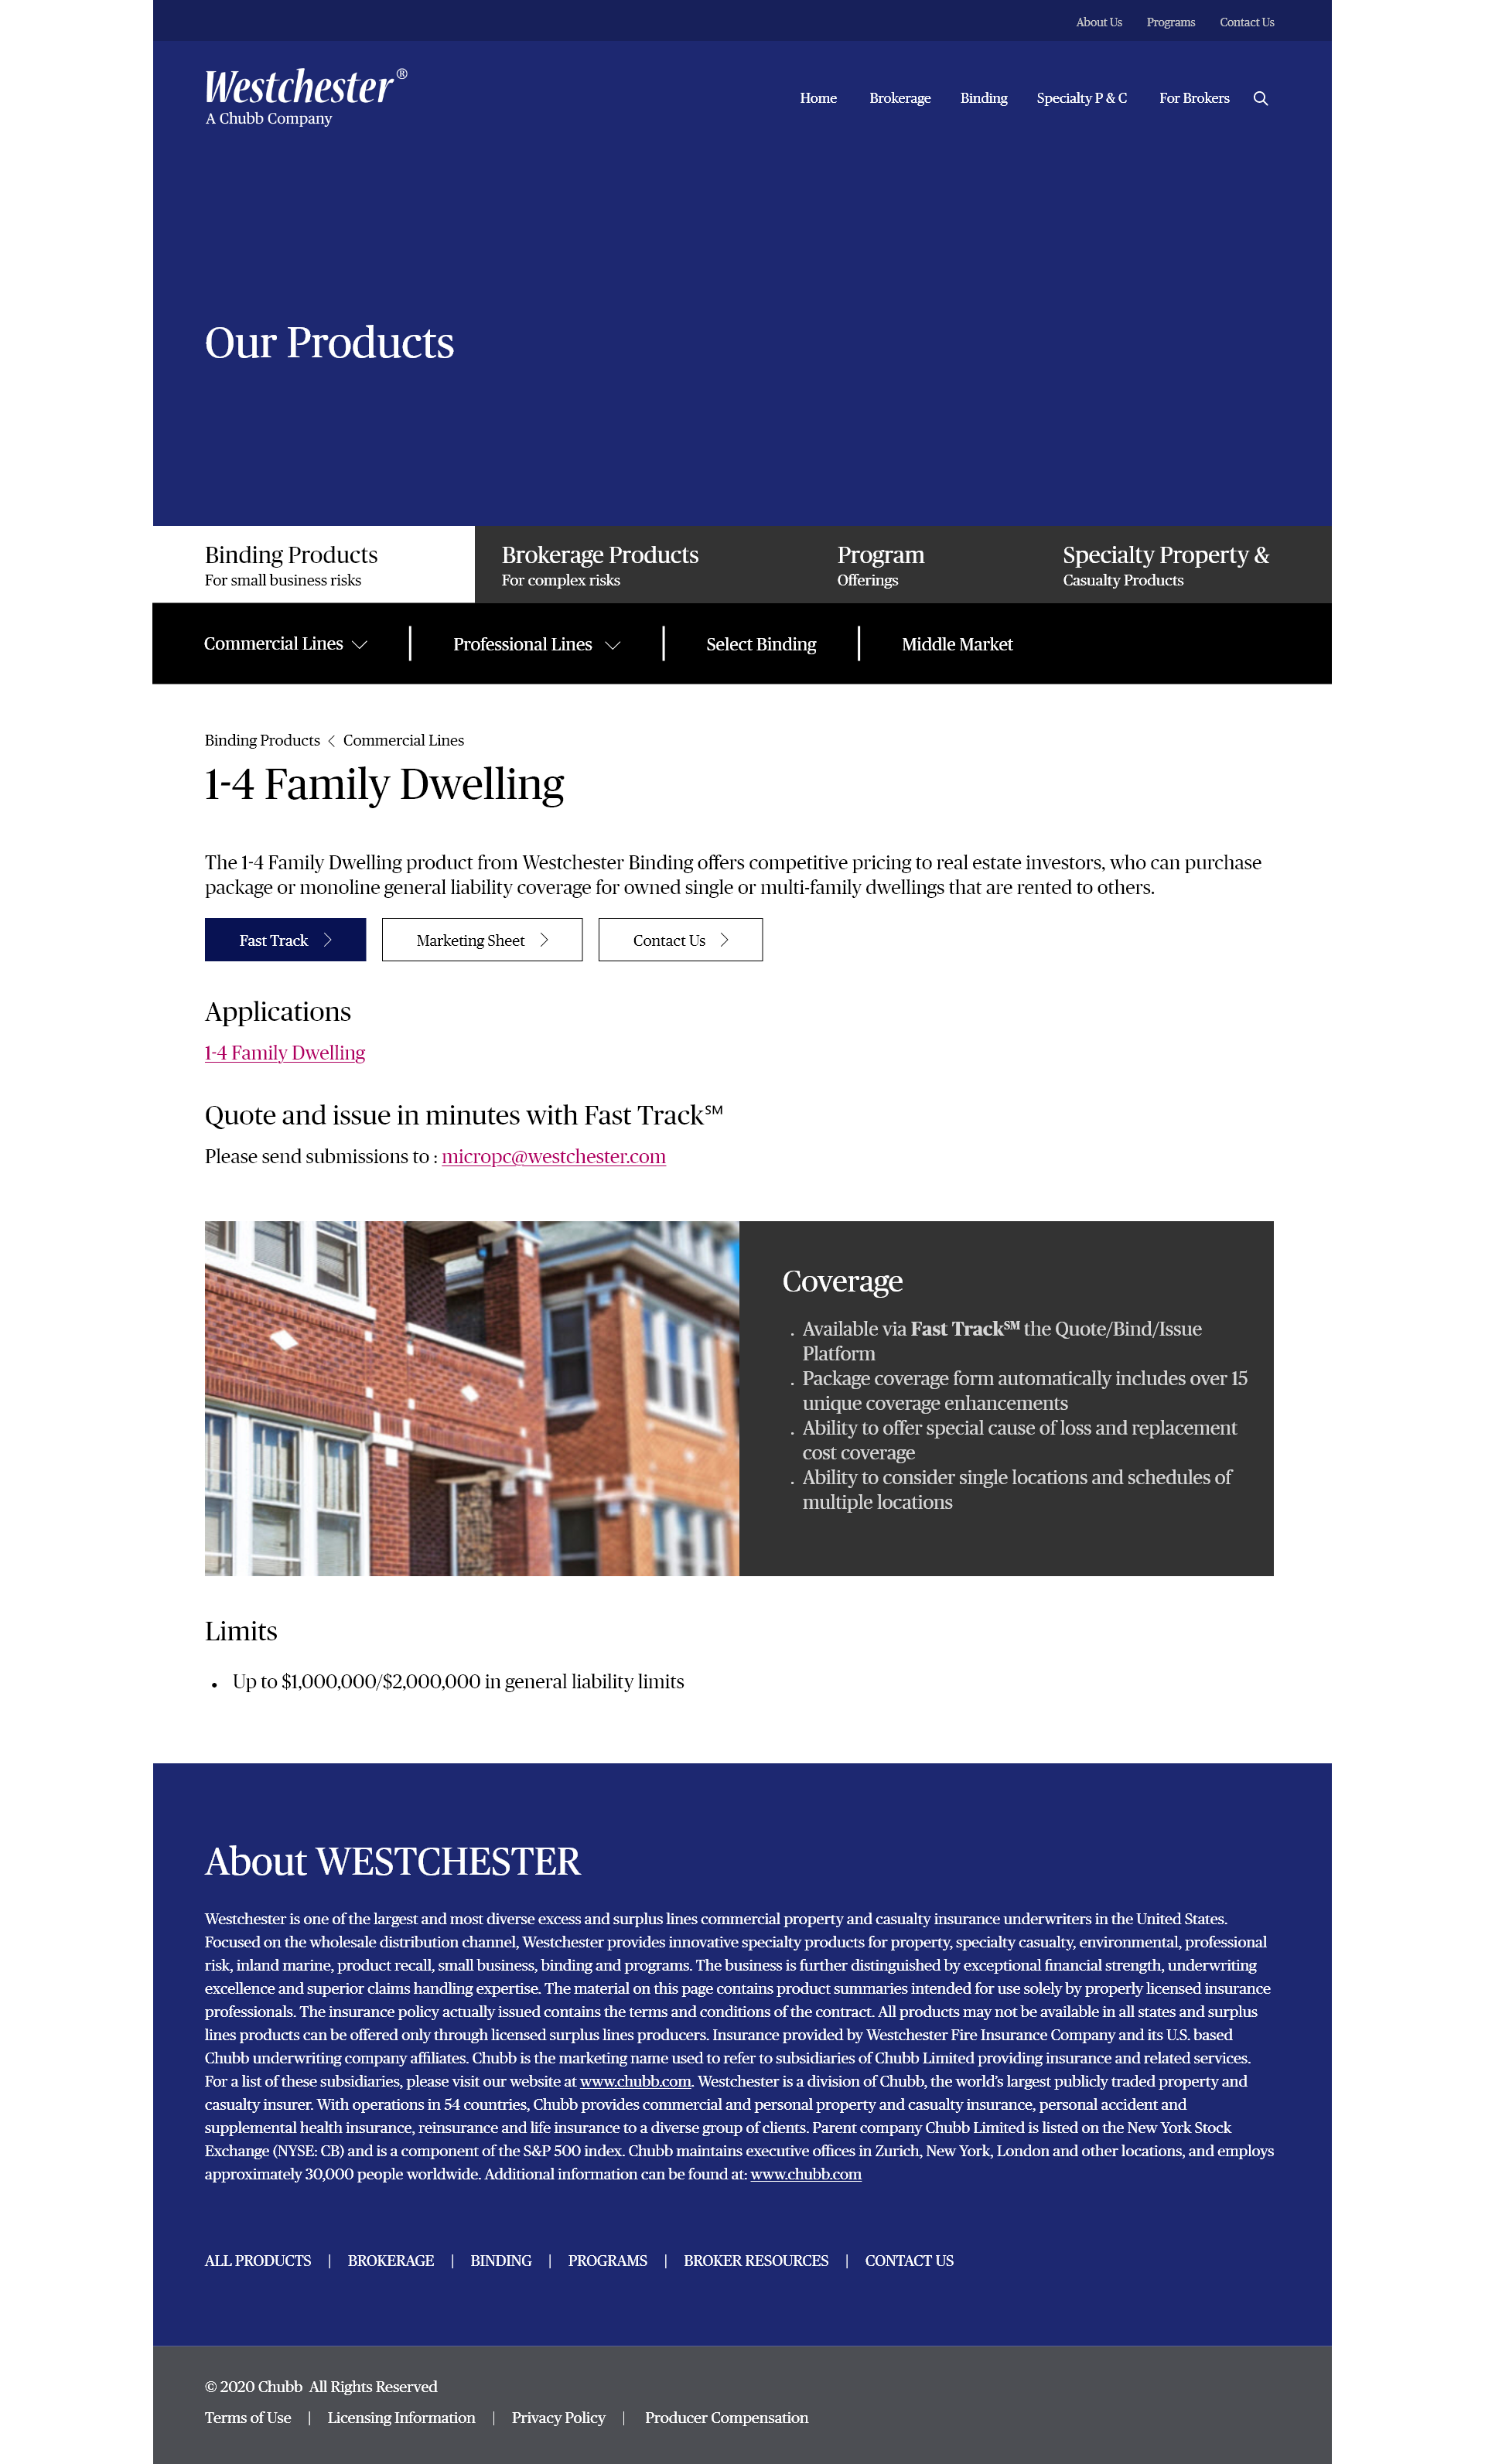 About Us Programs Contact Us
Westchester®
A Chubb Company
Home Brokerage Binding Specialty P & C For Brokers
Our Products
Binding Products
For small business risks
Brokerage Products
For complex risks
Program
Offerings
Specialty Property &
Casualty Products
Commercial Lines | Professional Lines | Select Binding | Middle Market
Binding Products < Commercial Lines
1-4 Family Dwelling
The 1-4 Family Dwelling product from Westchester Binding offers competitive pricing to real estate investors, who can purchase
package or monoline general liability coverage for owned single or multi-family dwellings that are rented to others.
Fast Track > Marketing Sheet > Contact Us >
Applications
1-4 Family Dwelling
Quote and issue in minutes with Fast Track℠
Please send submissions to : micropc@westchester.com
Coverage
. Available via Fast Track℠ the Quote/Bind/Issue
Platform
. Package coverage form automatically includes over 15
unique coverage enhancements
. Ability to offer special cause of loss and replacement
cost coverage
. Ability to consider single locations and schedules of
multiple locations
Limits
• Up to $1,000,000/$2,000,000 in general liability limits
About WESTCHESTER
Westchester is one of the largest and most diverse excess and surplus lines commercial property and casualty insurance underwriters in the United States.
Focused on the wholesale distribution channel, Westchester provides innovative specialty products for property, specialty casualty, environmental, professional
risk, inland marine, product recall, small business, binding and programs. The business is further distinguished by exceptional financial strength, underwriting
excellence and superior claims handling expertise. The material on this page contains product summaries intended for use solely by properly licensed insurance
professionals. The insurance policy actually issued contains the terms and conditions of the contract. All products may not be available in all states and surplus
lines products can be offered only through licensed surplus lines producers. Insurance provided by Westchester Fire Insurance Company and its U.S. based
Chubb underwriting company affiliates. Chubb is the marketing name used to refer to subsidiaries of Chubb Limited providing insurance and related services.
For a list of these subsidiaries, please visit our website at www.chubb.com. Westchester is a division of Chubb, the world's largest publicly traded property and
casualty insurer. With operations in 54 countries, Chubb provides commercial and personal property and casualty insurance, personal accident and
supplemental health insurance, reinsurance and life insurance to a diverse group of clients. Parent company Chubb Limited is listed on the New York Stock
Exchange (NYSE: CB) and is a component of the S&P 500 index. Chubb maintains executive offices in Zurich, New York, London and other locations, and employs
approximately 30,000 people worldwide. Additional information can be found at: www.chubb.com
ALL PRODUCTS | BROKERAGE | BINDING | PROGRAMS | BROKER RESOURCES | CONTACT US
© 2020 Chubb All Rights Reserved
Terms of Use | Licensing Information | Privacy Policy | Producer Compensation